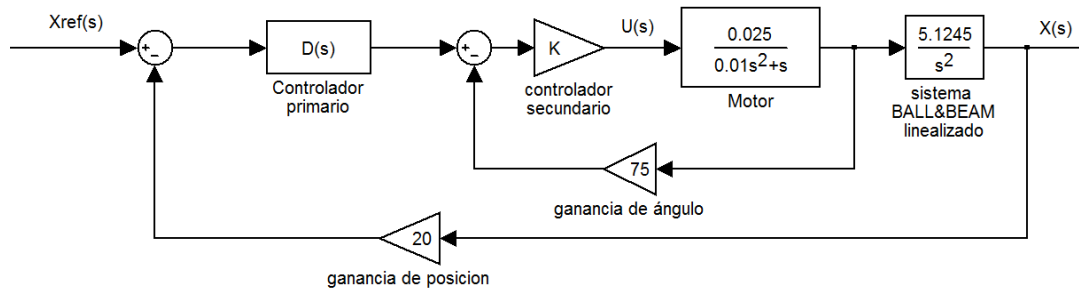 Xref(s)
+
−
D(s)
Controlador
primario
+
−
K
controlador
secundario
U(s)
0.025
0.01s²+s
Motor
5.1245
s²
sistema
BALL&BEAM
linealizado
X(s)
75
ganancia de ángulo
20
ganancia de posicion